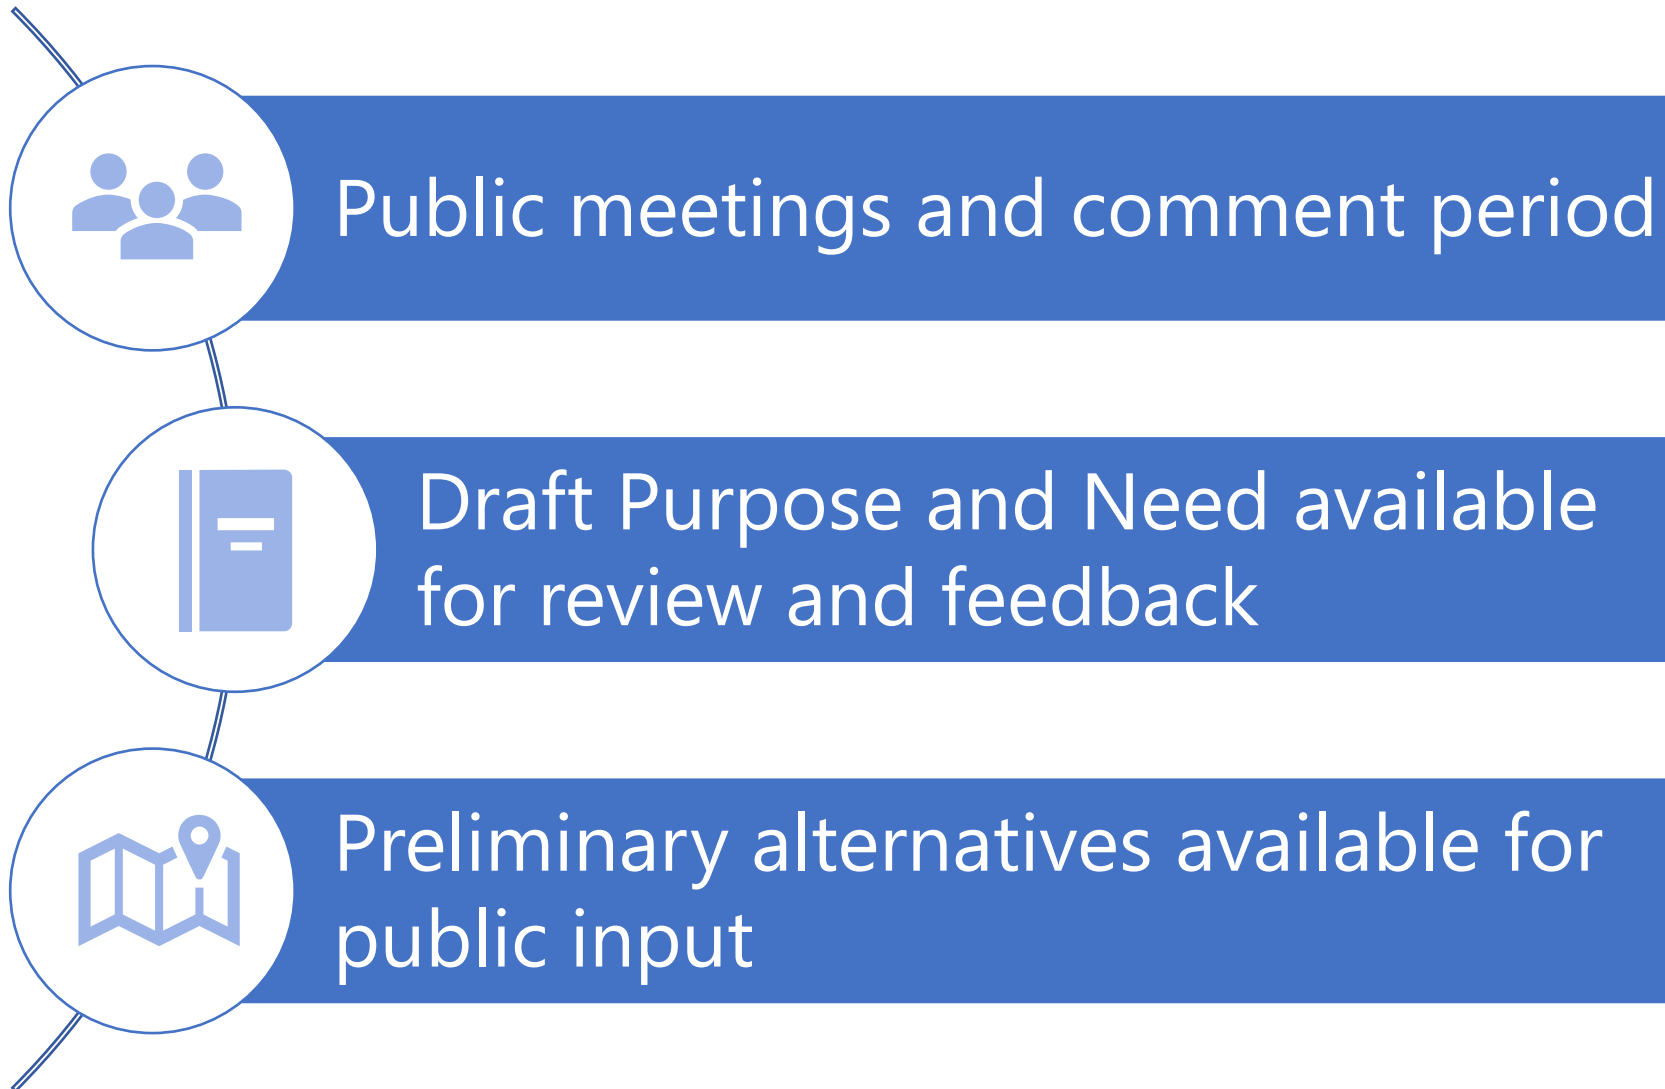 Public meetings and comment period
Draft Purpose and Need available
for review and feedback
Preliminary alternatives available for
public input